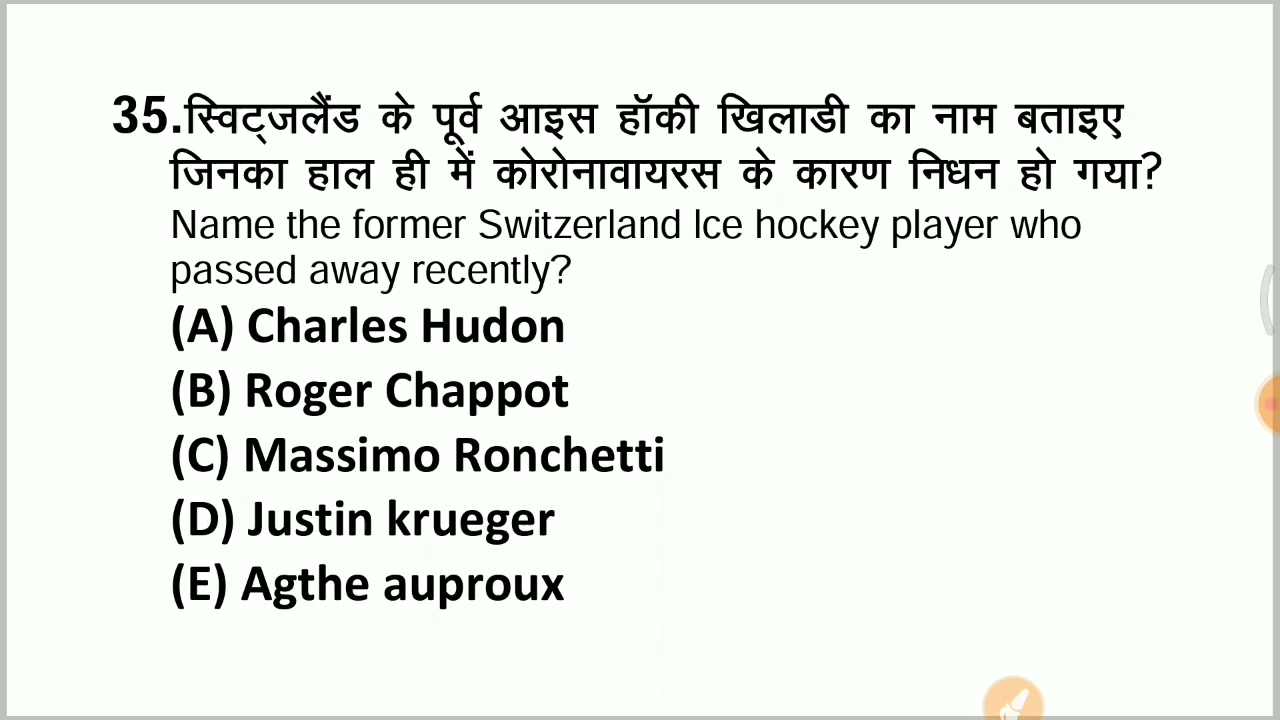 35.स्विट्जलैंड के पूर्व आइस हॉकी खिलाडी का नाम बताइए
जिनका हाल ही में कोरोनावायरस के कारण निधन हो गया?
Name the former Switzerland Ice hockey player who
passed away recently?
(A) Charles Hudon
(B) Roger Chappot
(C) Massimo Ronchetti
(D) Justin krueger
(E) Agthe auproux